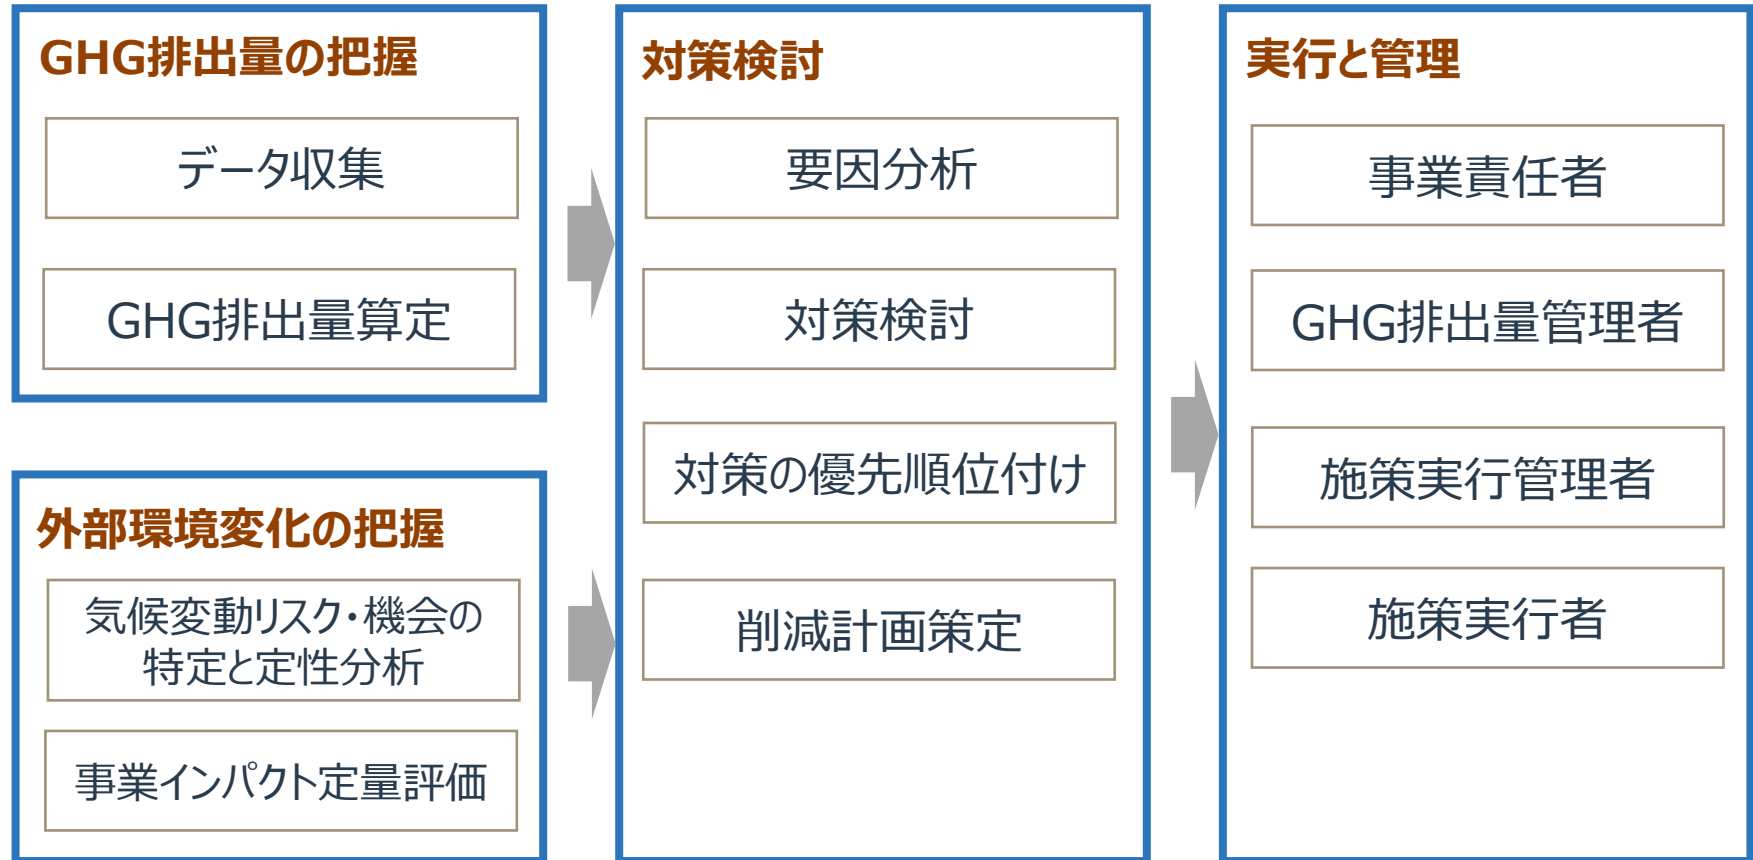 GHG排出量の把握
データ収集
GHG排出量算定
外部環境変化の把握
気候変動リスク・機会の
特定と定性分析
事業インパクト定量評価
対策検討
要因分析
対策検討
対策の優先順位付け
削減計画策定
実行と管理
事業責任者
GHG排出量管理者
施策実行管理者
施策実行者